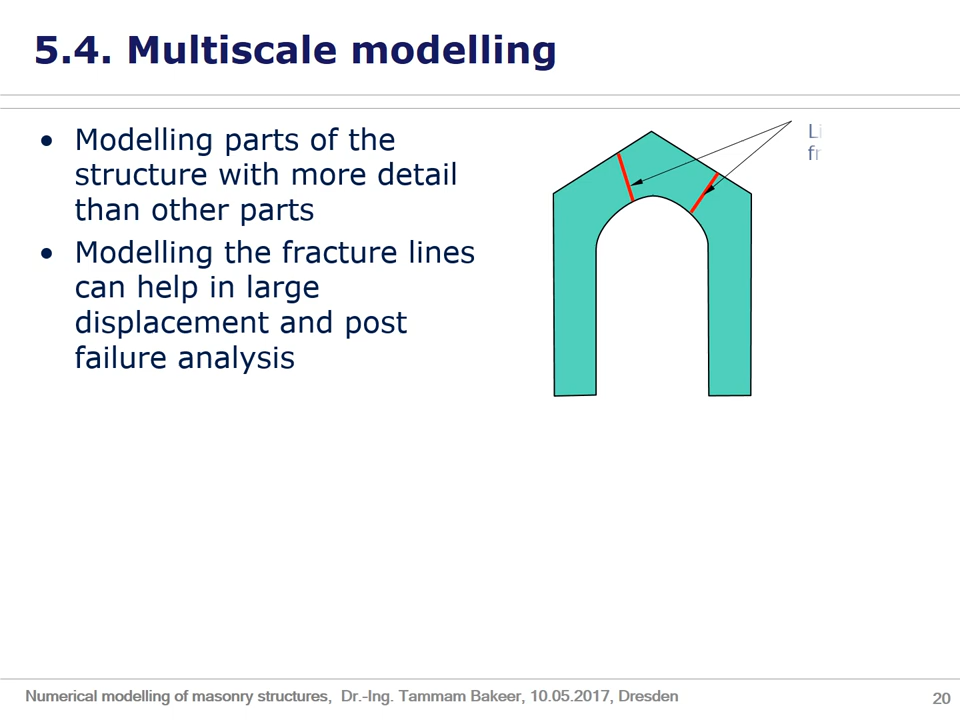 5.4. Multiscale modelling
• Modelling parts of the
structure with more detail
than other parts
• Modelling the fracture lines
can help in large
displacement and post
failure analysis
Numerical modelling of masonry structures, Dr.-Ing. Tammam Bakeer, 10.05.2017, Dresden
20